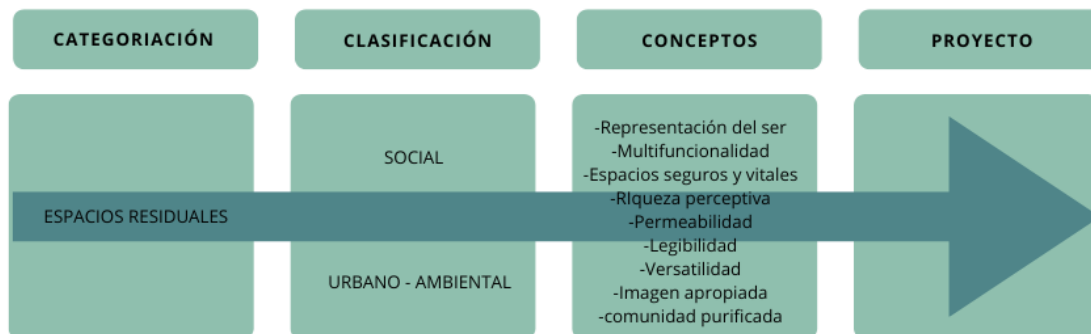 CATEGORIACIÓN
CLASIFICACIÓN
CONCEPTOS
PROYECTO
ESPACIOS RESIDUALES
SOCIAL
URBANO - AMBIENTAL
-Representación del ser
-Multifuncionalidad
-Espacios seguros y vitales
-RIqueza perceptiva
-Permeabilidad
-Legibilidad
-Versatilidad
-Imagen apropiada
-comunidad purificada